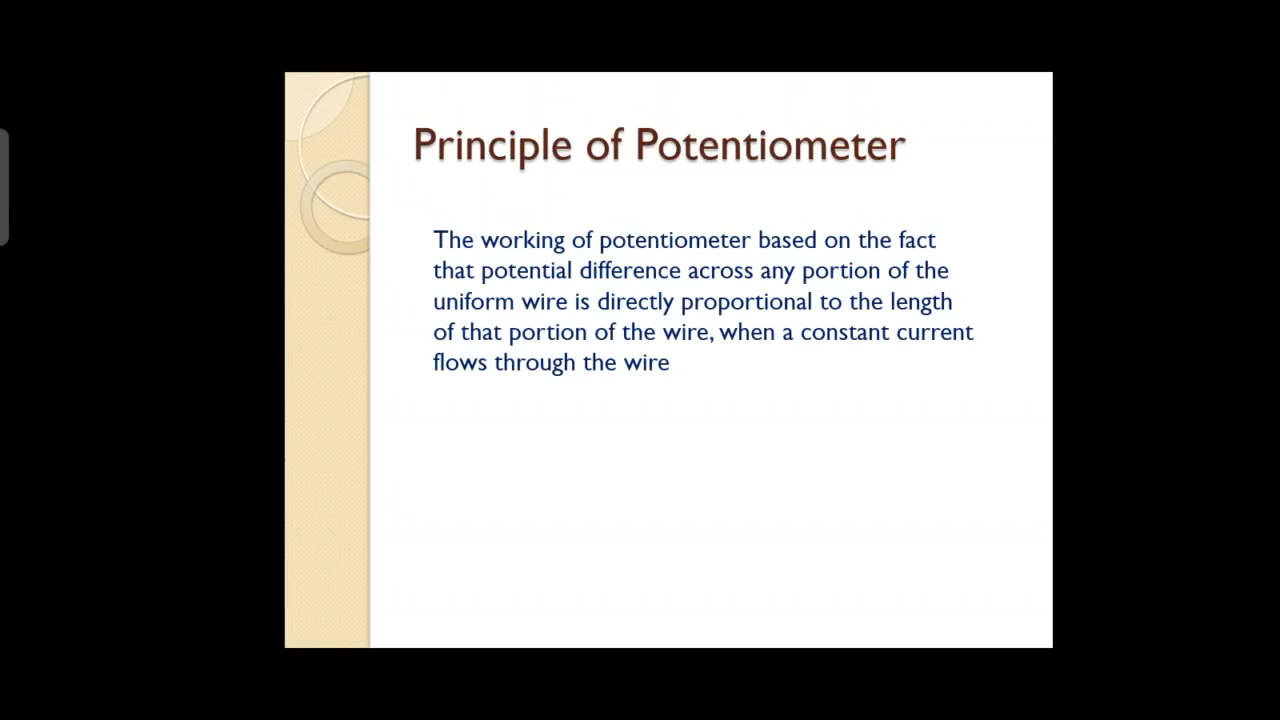 Principle of Potentiometer
The working of potentiometer based on the fact
that potential difference across any portion of the
uniform wire is directly proportional to the length
of that portion of the wire, when a constant current
flows through the wire